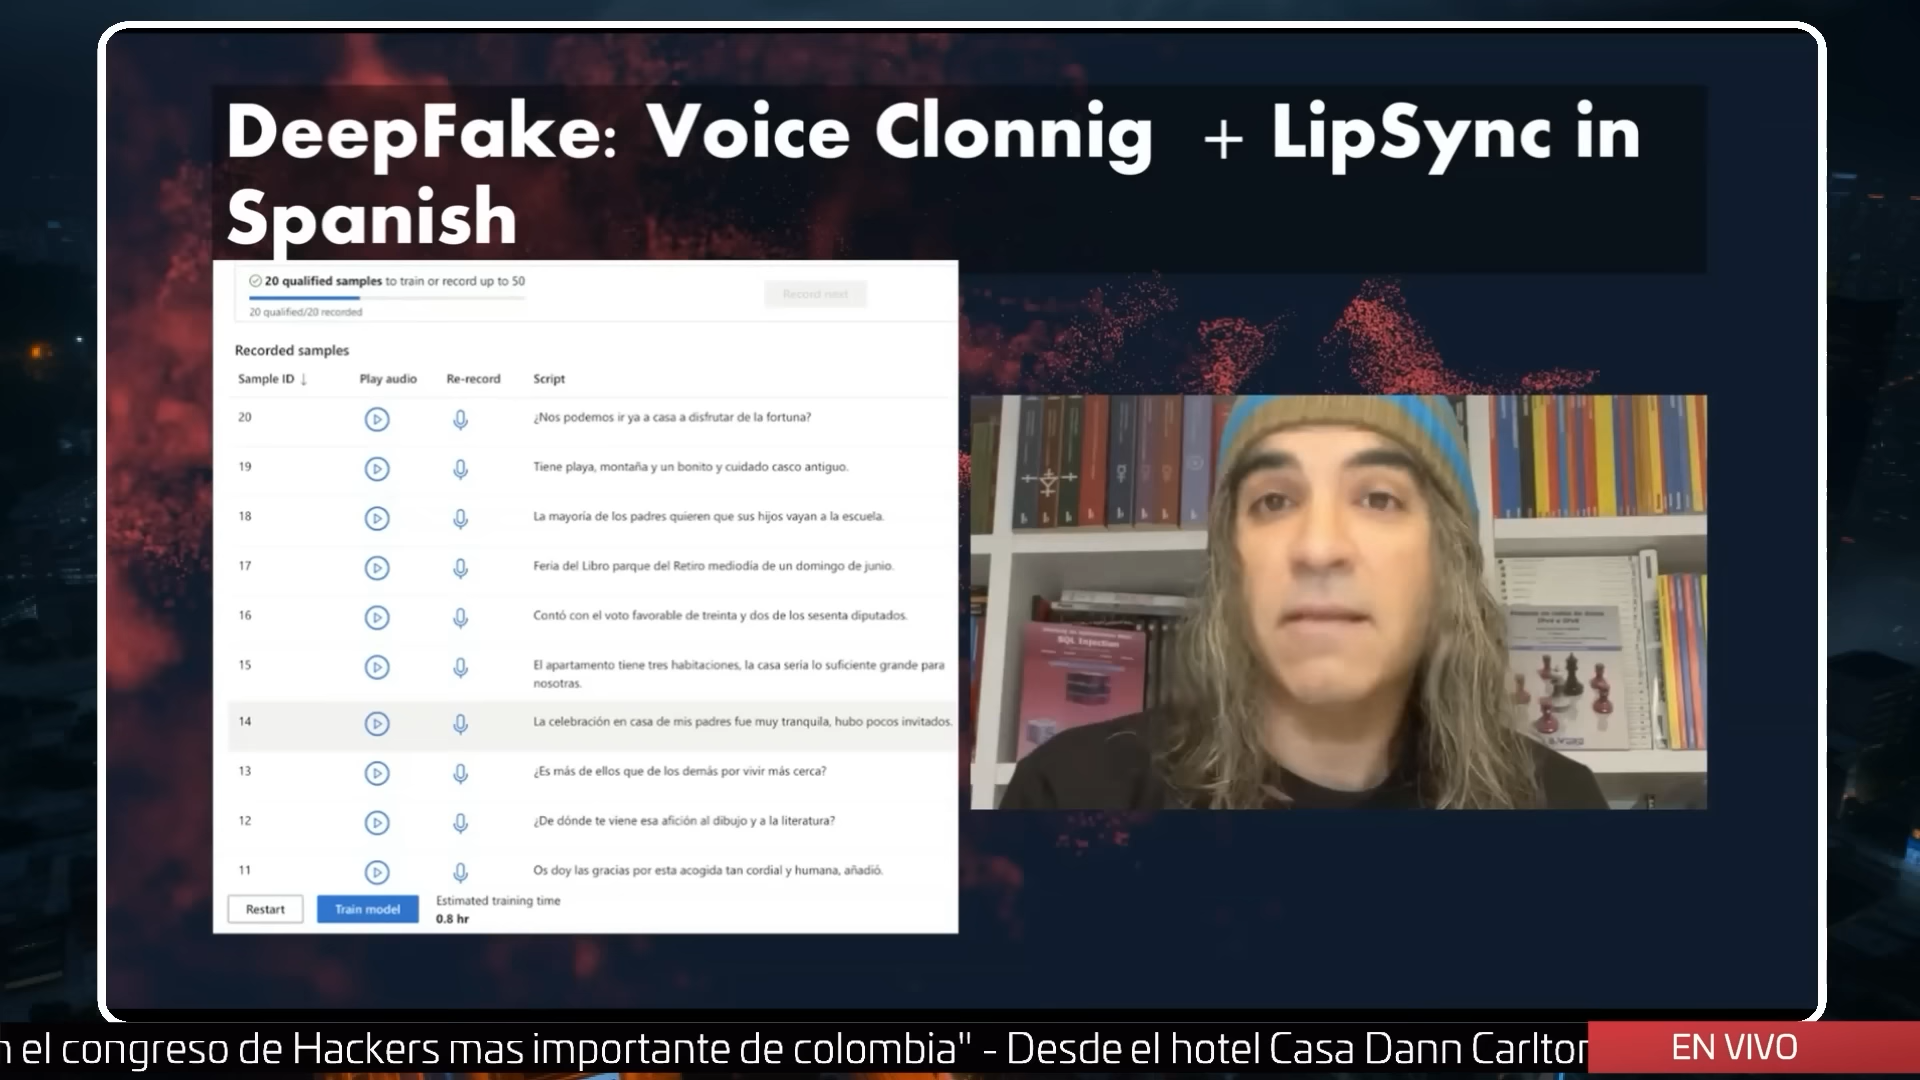 DeepFake: Voice Clonnig + LipSync in
Spanish
20 qualified samples to train or record up to 50
20 qualified/20 recorded
Record next
Recorded samples
Sample ID ↓ Play audio Re-record Script
20 ¿Nos podemos ir ya a casa a disfrutar de la fortuna?
19 Tiene playa, montaña y un bonito y cuidado casco antiguo.
18 La mayoría de los padres quieren que sus hijos vayan a la escuela.
17 Feria del Libro parque del Retiro mediodía de un domingo de junio.
16 Contó con el voto favorable de treinta y dos de los sesenta diputados.
15 El apartamento tiene tres habitaciones, la casa sería lo suficiente grande para
nosotras.
14 La celebración en casa de mis padres fue muy tranquila, hubo pocos invitados.
13 ¿Es más de ellos que de los demás por vivir más cerca?
12 ¿De dónde te viene esa afición al dibujo y a la literatura?
11 Os doy las gracias por esta acogida tan cordial y humana, añadió.
Restart Train model Estimated training time
0.8 hr
SQL Injection
n el congreso de Hackers mas importante de colombia" - Desde el hotel Casa Dann Carlton
EN VIVO